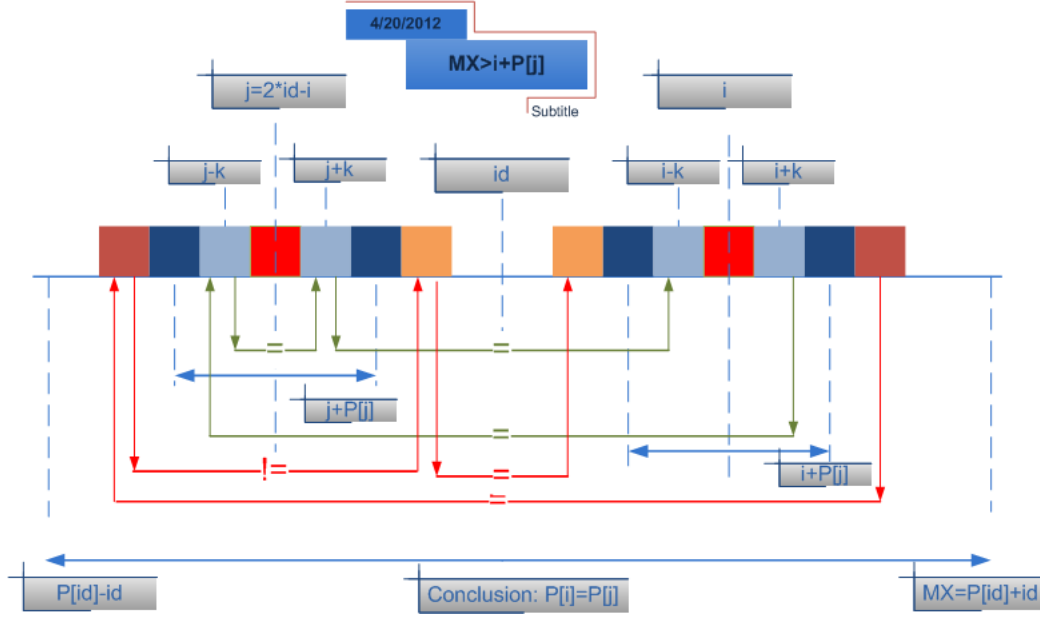 4/20/2012
MX>i+P[j]
Subtitle
j=2*id-i
i
j-k
j+k
id
i-k
i+k
=
=
j+P[j]
=
!=
=
i+P[j]
=
P[id]-id
Conclusion: P[i]=P[j]
MX=P[id]+id